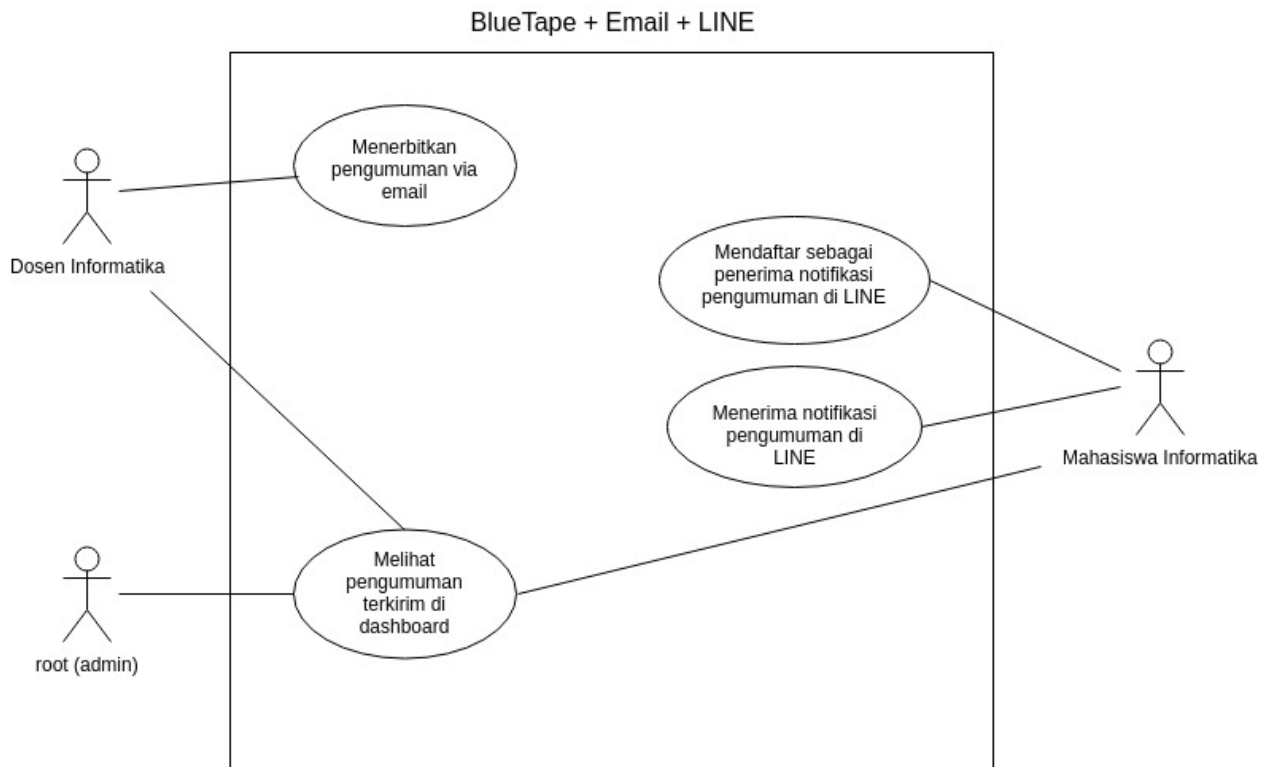 BlueTape + Email + LINE
Menerbitkan
pengumuman via
email
Dosen Informatika
Mendaftar sebagai
penerima notifikasi
pengumuman di LINE
Menerima notifikasi
pengumuman di
LINE
Mahasiswa Informatika
Melihat
pengumuman
terkirim di
dashboard
root (admin)